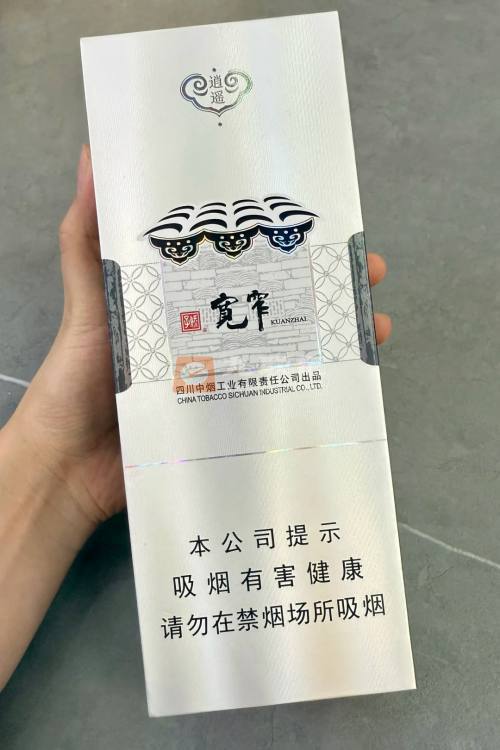 逍遥
宽窄
KUANZHAI
四川中烟工业有限责任公司出品
CHINA TOBACCO SICHUAN INDUSTRIAL CO., LTD.
本公司提示
吸烟有害健康
请勿在禁烟场所吸烟